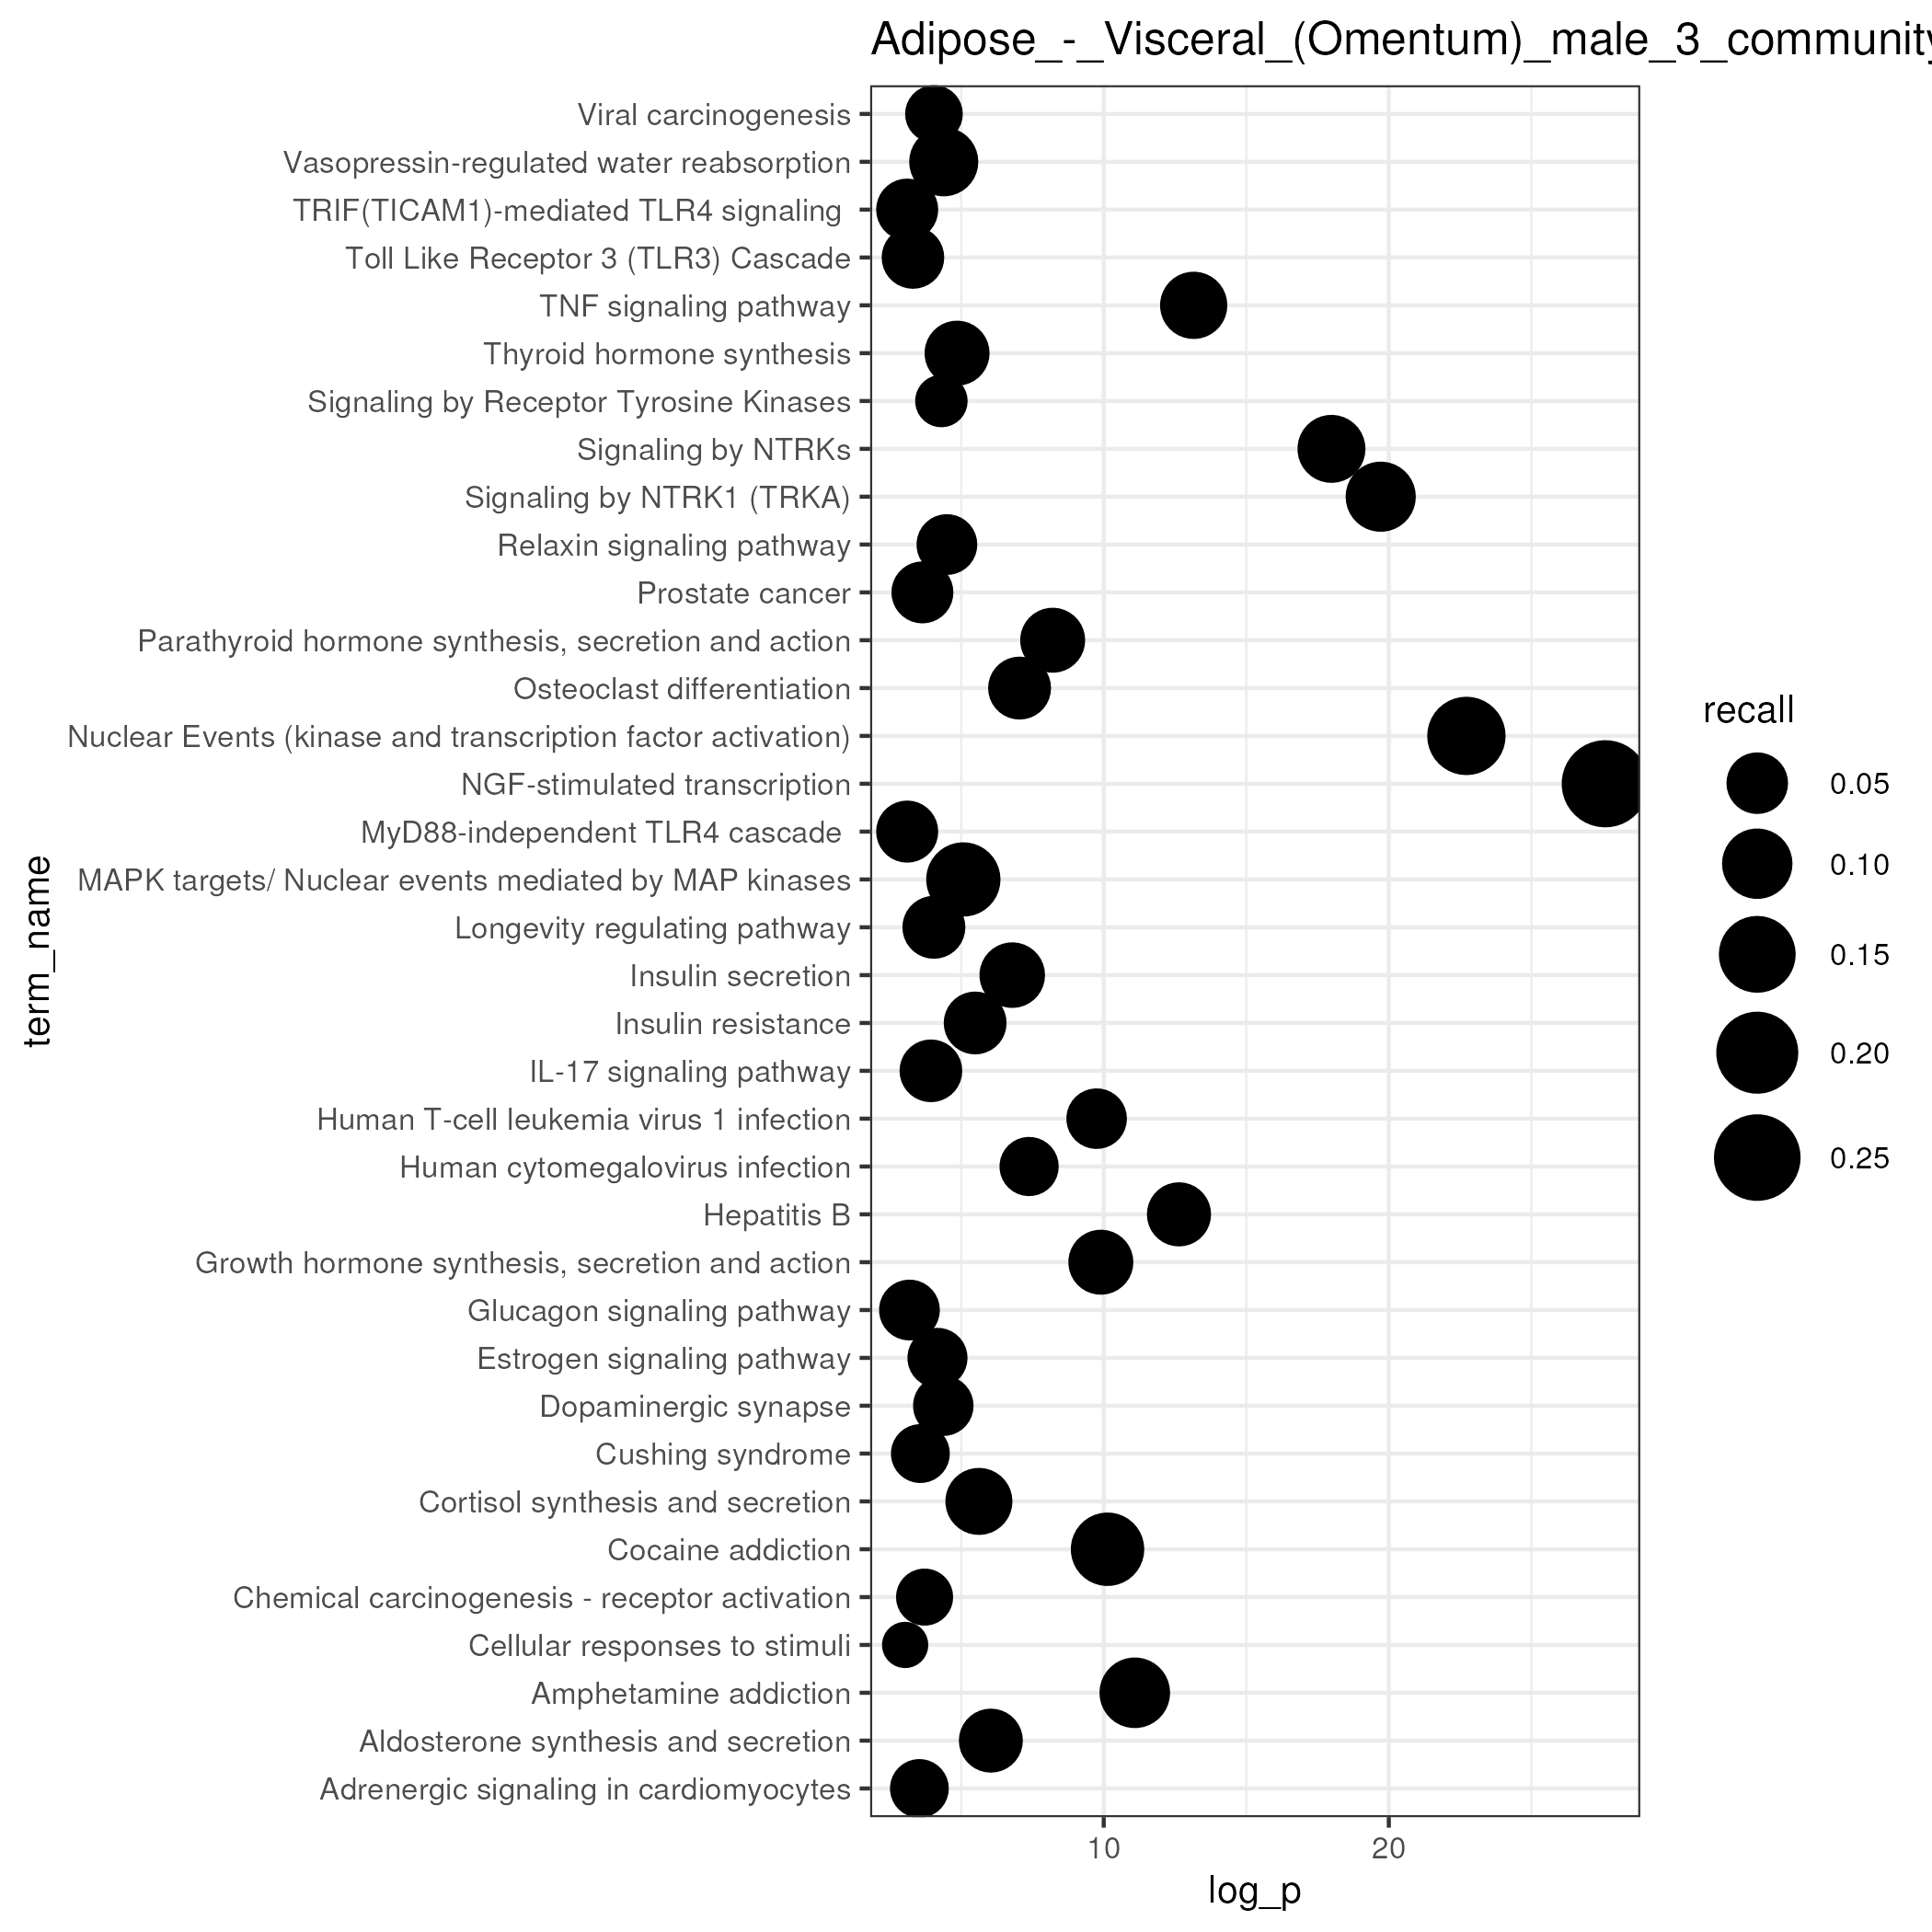 Adipose_-_Visceral_(Omentum)_male_3_community
Viral carcinogenesis
Vasopressin-regulated water reabsorption
TRIF(TICAM1)-mediated TLR4 signaling
Toll Like Receptor 3 (TLR3) Cascade
TNF signaling pathway
Thyroid hormone synthesis
Signaling by Receptor Tyrosine Kinases
Signaling by NTRKs
Signaling by NTRK1 (TRKA)
Relaxin signaling pathway
Prostate cancer
Parathyroid hormone synthesis, secretion and action
Osteoclast differentiation
Nuclear Events (kinase and transcription factor activation)
NGF-stimulated transcription
MyD88-independent TLR4 cascade
MAPK targets/ Nuclear events mediated by MAP kinases
Longevity regulating pathway
Insulin secretion
Insulin resistance
IL-17 signaling pathway
Human T-cell leukemia virus 1 infection
Human cytomegalovirus infection
Hepatitis B
Growth hormone synthesis, secretion and action
Glucagon signaling pathway
Estrogen signaling pathway
Dopaminergic synapse
Cushing syndrome
Cortisol synthesis and secretion
Cocaine addiction
Chemical carcinogenesis - receptor activation
Cellular responses to stimuli
Amphetamine addiction
Aldosterone synthesis and secretion
Adrenergic signaling in cardiomyocytes
term_name
10
20
log_p
recall
0.05
0.10
0.15
0.20
0.25